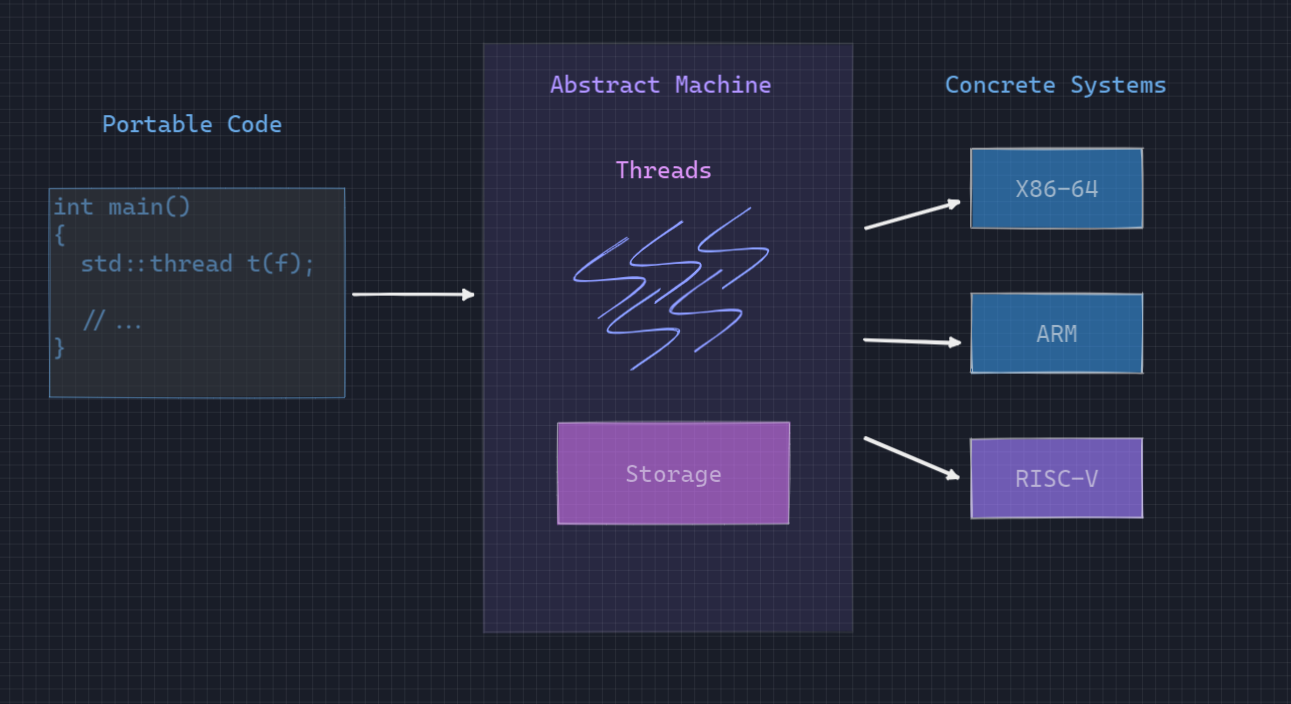 Portable Code
int main()
{
  std::thread t(f);
  // ...
}
Abstract Machine
Threads
Storage
Concrete Systems
X86-64
ARM
RISC-V